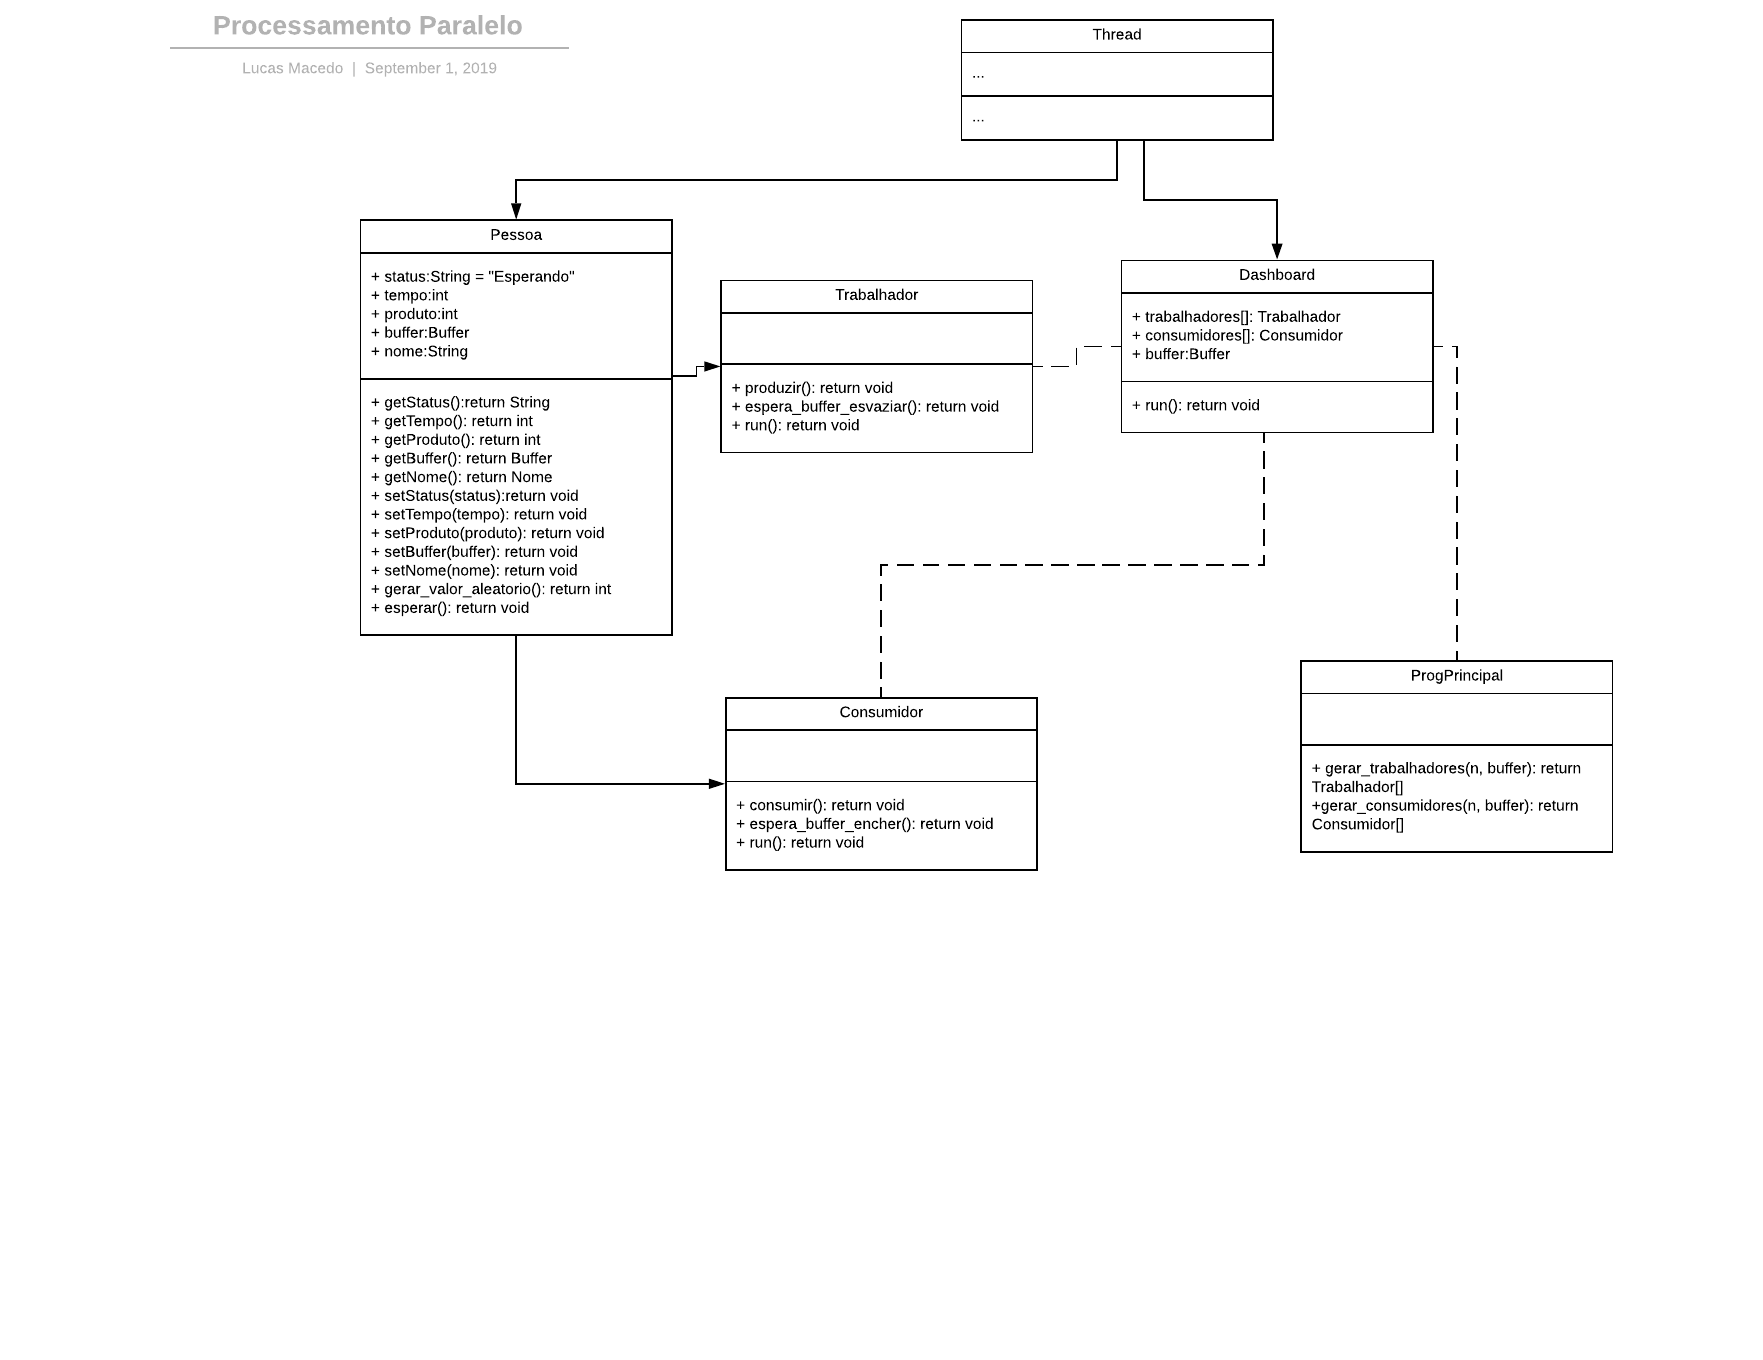 Processamento Paralelo
Lucas Macedo | September 1, 2019
Thread
...
...
Pessoa
+ status:String = "Esperando"
+ tempo:int
+ produto:int
+ buffer:Buffer
+ nome:String
+ getStatus():return String
+ getTempo(): return int
+ getProduto(): return int
+ getBuffer(): return Buffer
+ getNome(): return Nome
+ setStatus(status):return void
+ setTempo(tempo): return void
+ setProduto(produto): return void
+ setBuffer(buffer): return void
+ setNome(nome): return void
+ gerar_valor_aleatorio(): return int
+ esperar(): return void
Trabalhador
+ produzir(): return void
+ espera_buffer_esvaziar(): return void
+ run(): return void
Dashboard
+ trabalhadores[]: Trabalhador
+ consumidores[]: Consumidor
+ buffer:Buffer
+ run(): return void
Consumidor
+ consumir(): return void
+ espera_buffer_encher(): return void
+ run(): return void
ProgPrincipal
+ gerar_trabalhadores(n, buffer): return
Trabalhador[]
+gerar_consumidores(n, buffer): return
Consumidor[]